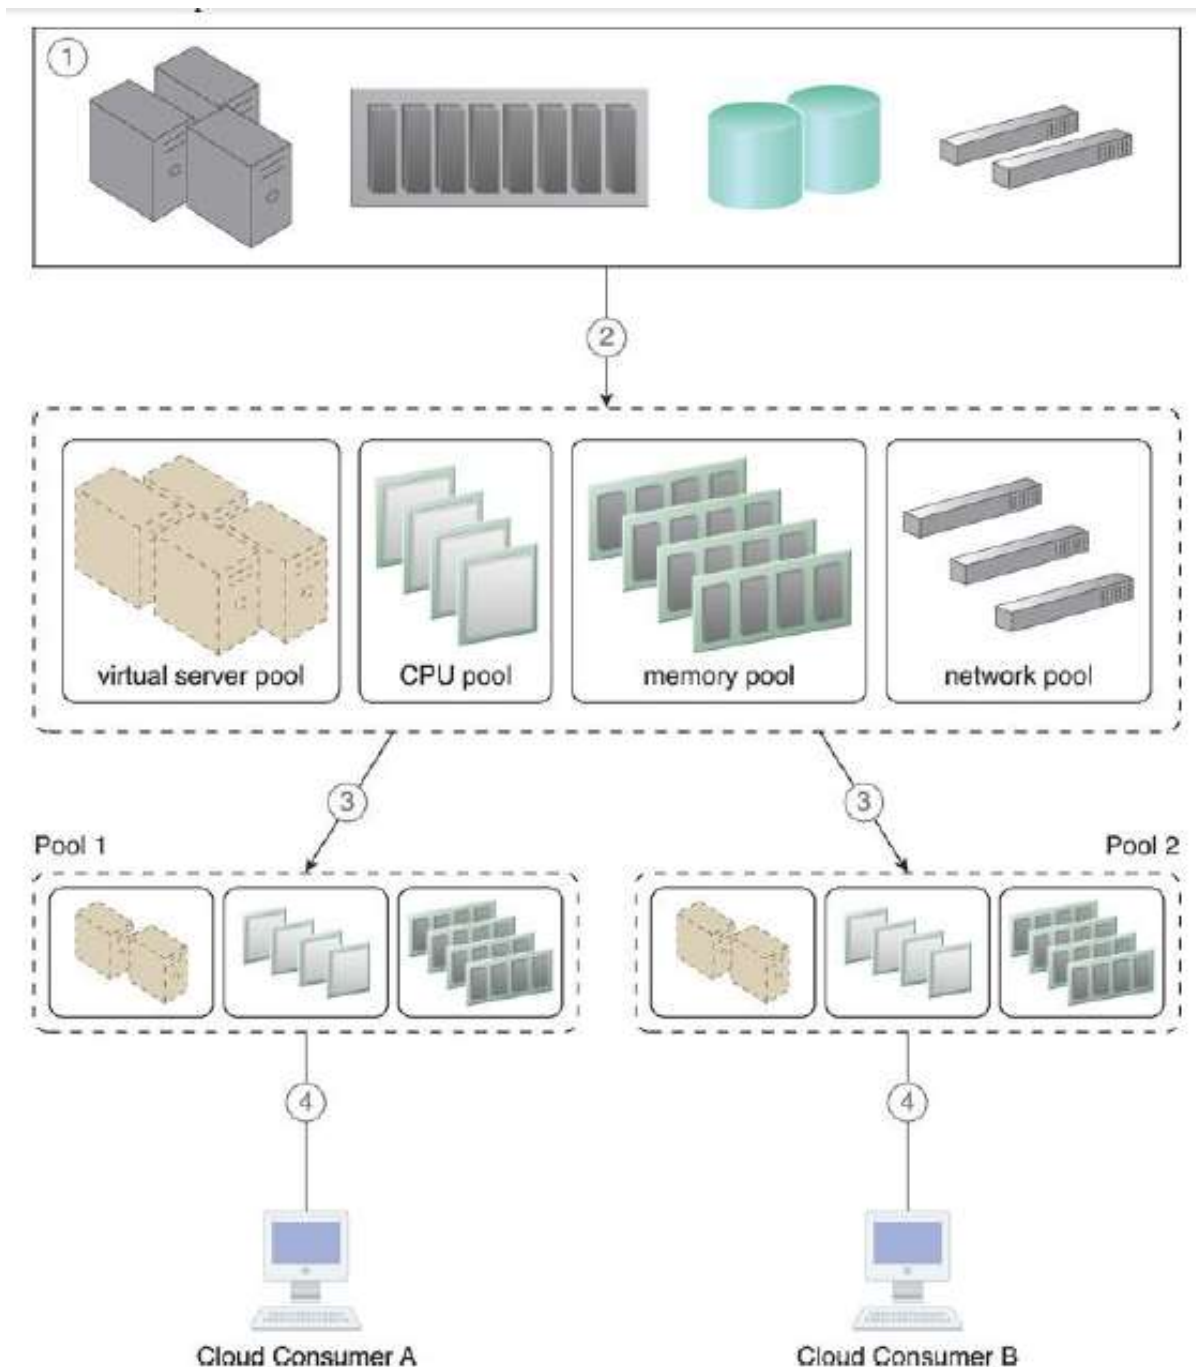 1
2
virtual server pool
CPU pool
memory pool
network pool
3
3
Pool 1
Pool 2
4
4
Cloud Consumer A
Cloud Consumer B